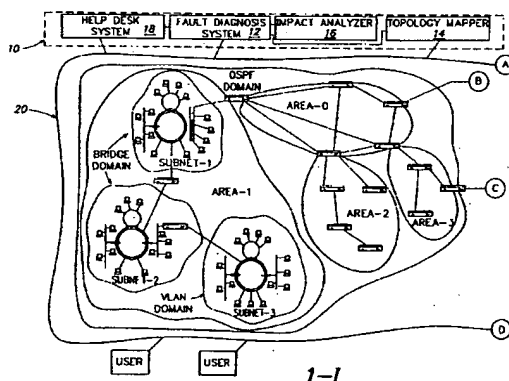 HELP DESK SYSTEM 18
FAULT DIAGNOSIS SYSTEM 12
IMPACT ANALYZER 16
TOPOLOGY MAPPER 14
10
20
A
OSPF DOMAIN
AREA-0
B
SUBNET-1
BRIDGE DOMAIN
AREA-1
C
AREA-2
AREA-3
SUBNET-2
SUBNET-3
VLAN DOMAIN
D
USER
USER
1-1